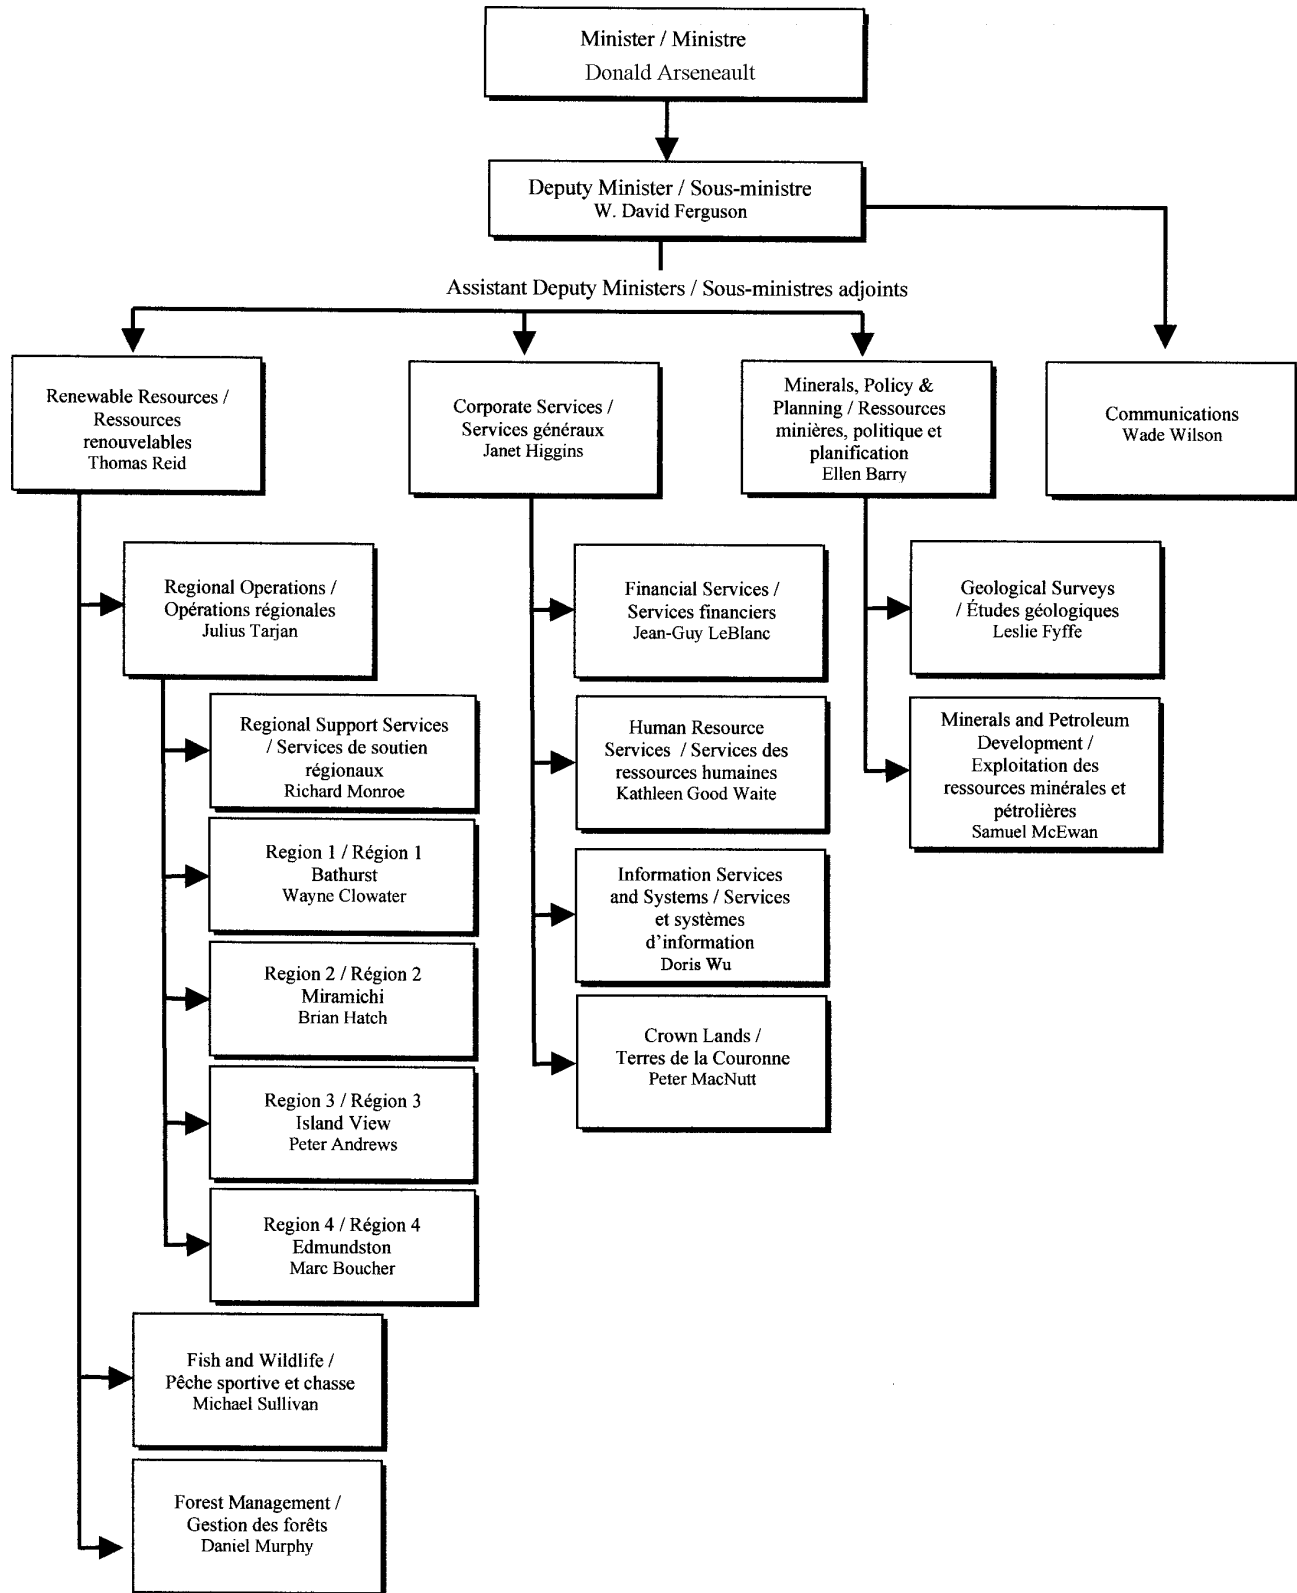 Minister / Ministre
Donald Arseneault
Deputy Minister / Sous-ministre
W. David Ferguson
Assistant Deputy Ministers / Sous-ministres adjoints
Renewable Resources /
Ressources
renouvelables
Thomas Reid
Corporate Services /
Services généraux
Janet Higgins
Minerals, Policy &
Planning / Ressources
minières, politique et
planification
Ellen Barry
Communications
Wade Wilson
Regional Operations /
Opérations régionales
Julius Tarjan
Regional Support Services
/ Services de soutien
régionaux
Richard Monroe
Region 1 / Région 1
Bathurst
Wayne Clowater
Region 2 / Région 2
Miramichi
Brian Hatch
Region 3 / Région 3
Island View
Peter Andrews
Region 4 / Région 4
Edmundston
Marc Boucher
Fish and Wildlife /
Pêche sportive et chasse
Michael Sullivan
Forest Management /
Gestion des forêts
Daniel Murphy
Financial Services /
Services financiers
Jean-Guy LeBlanc
Human Resource
Services / Services des
ressources humaines
Kathleen Good Waite
Information Services
and Systems / Services
et systèmes
d'information
Doris Wu
Crown Lands /
Terres de la Couronne
Peter MacNutt
Geological Surveys
/ Études géologiques
Leslie Fyffe
Minerals and Petroleum
Development /
Exploitation des
ressources minérales et
pétrolières
Samuel McEwan